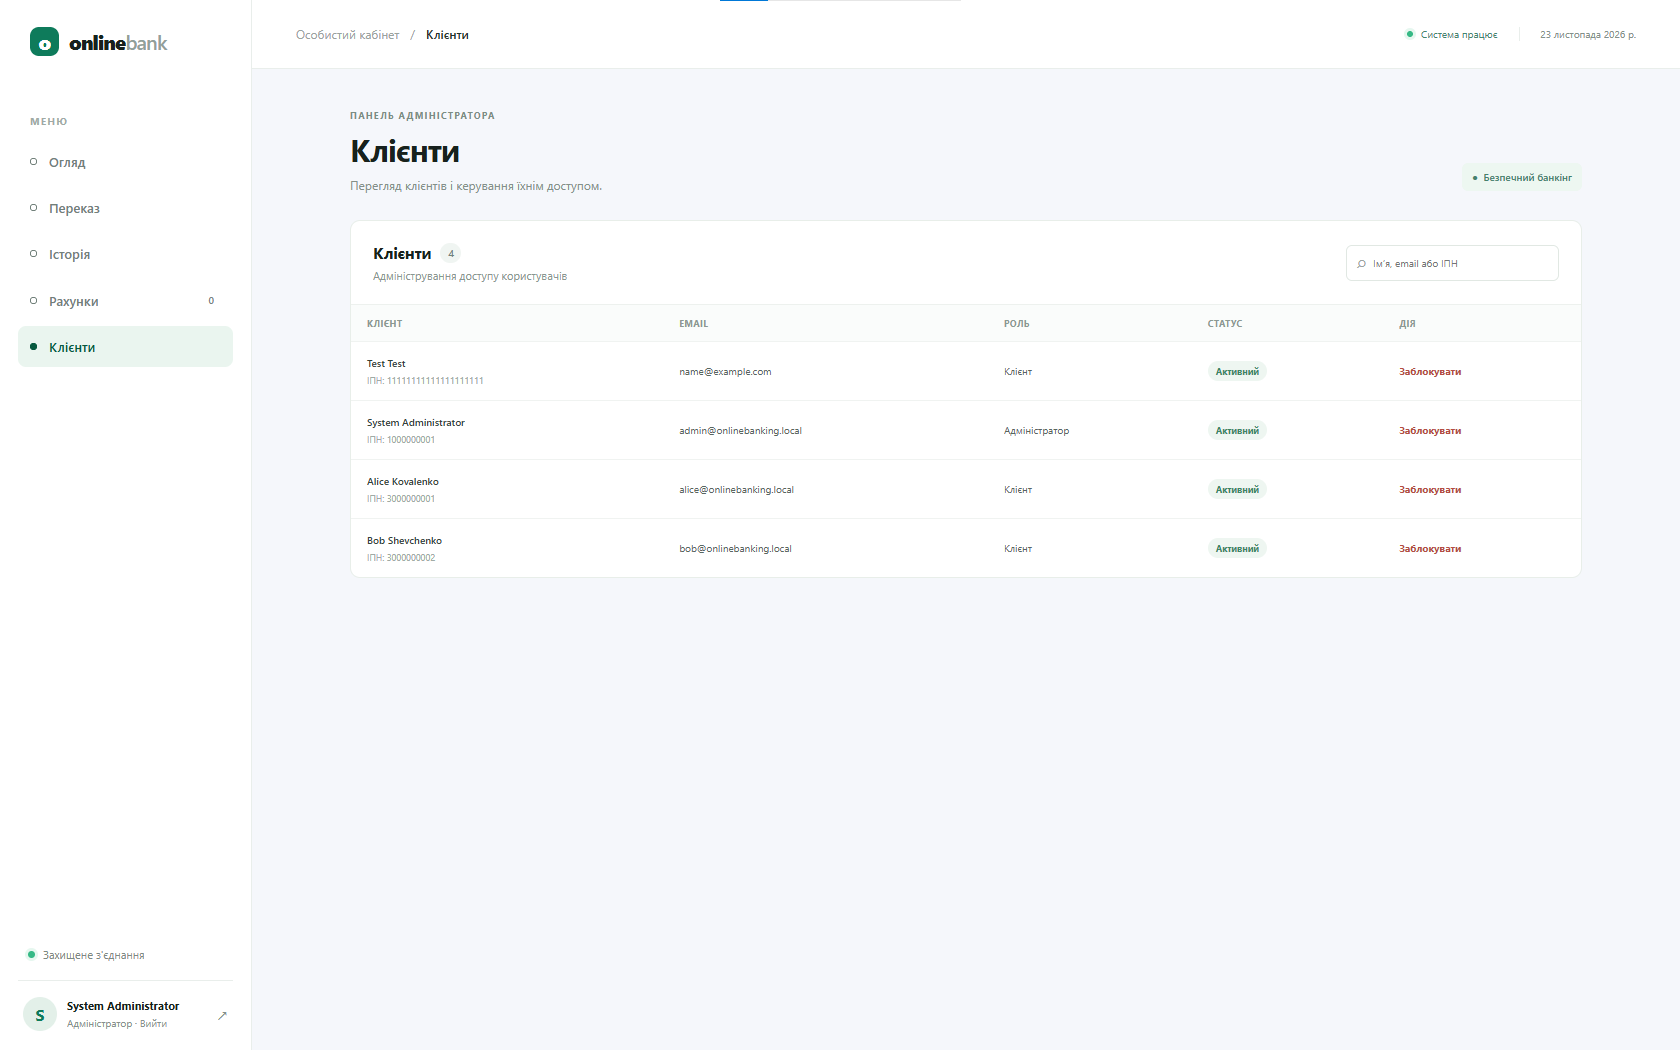 o onlinebank
МЕНЮ
Огляд
Переказ
Історія
Рахунки 0
Клієнти
Захищене з'єднання
S
System Administrator
Адміністратор · Вийти ↗
Особистий кабінет / Клієнти
Система працює
23 листопада 2026 р.
ПАНЕЛЬ АДМІНІСТРАТОРА
Клієнти
Перегляд клієнтів і керування їхнім доступом.
Безпечний банкінг
Клієнти 4
Адміністрування доступу користувачів
Ім'я, email або ІПН
КЛІЄНТ EMAIL РОЛЬ СТАТУС ДІЯ
Test Test
ІПН: 11111111111111111111
name@example.com Клієнт Активний Заблокувати
System Administrator
ІПН: 1000000001
admin@onlinebanking.local Адміністратор Активний Заблокувати
Alice Kovalenko
ІПН: 3000000001
alice@onlinebanking.local Клієнт Активний Заблокувати
Bob Shevchenko
ІПН: 3000000002
bob@onlinebanking.local Клієнт Активний Заблокувати